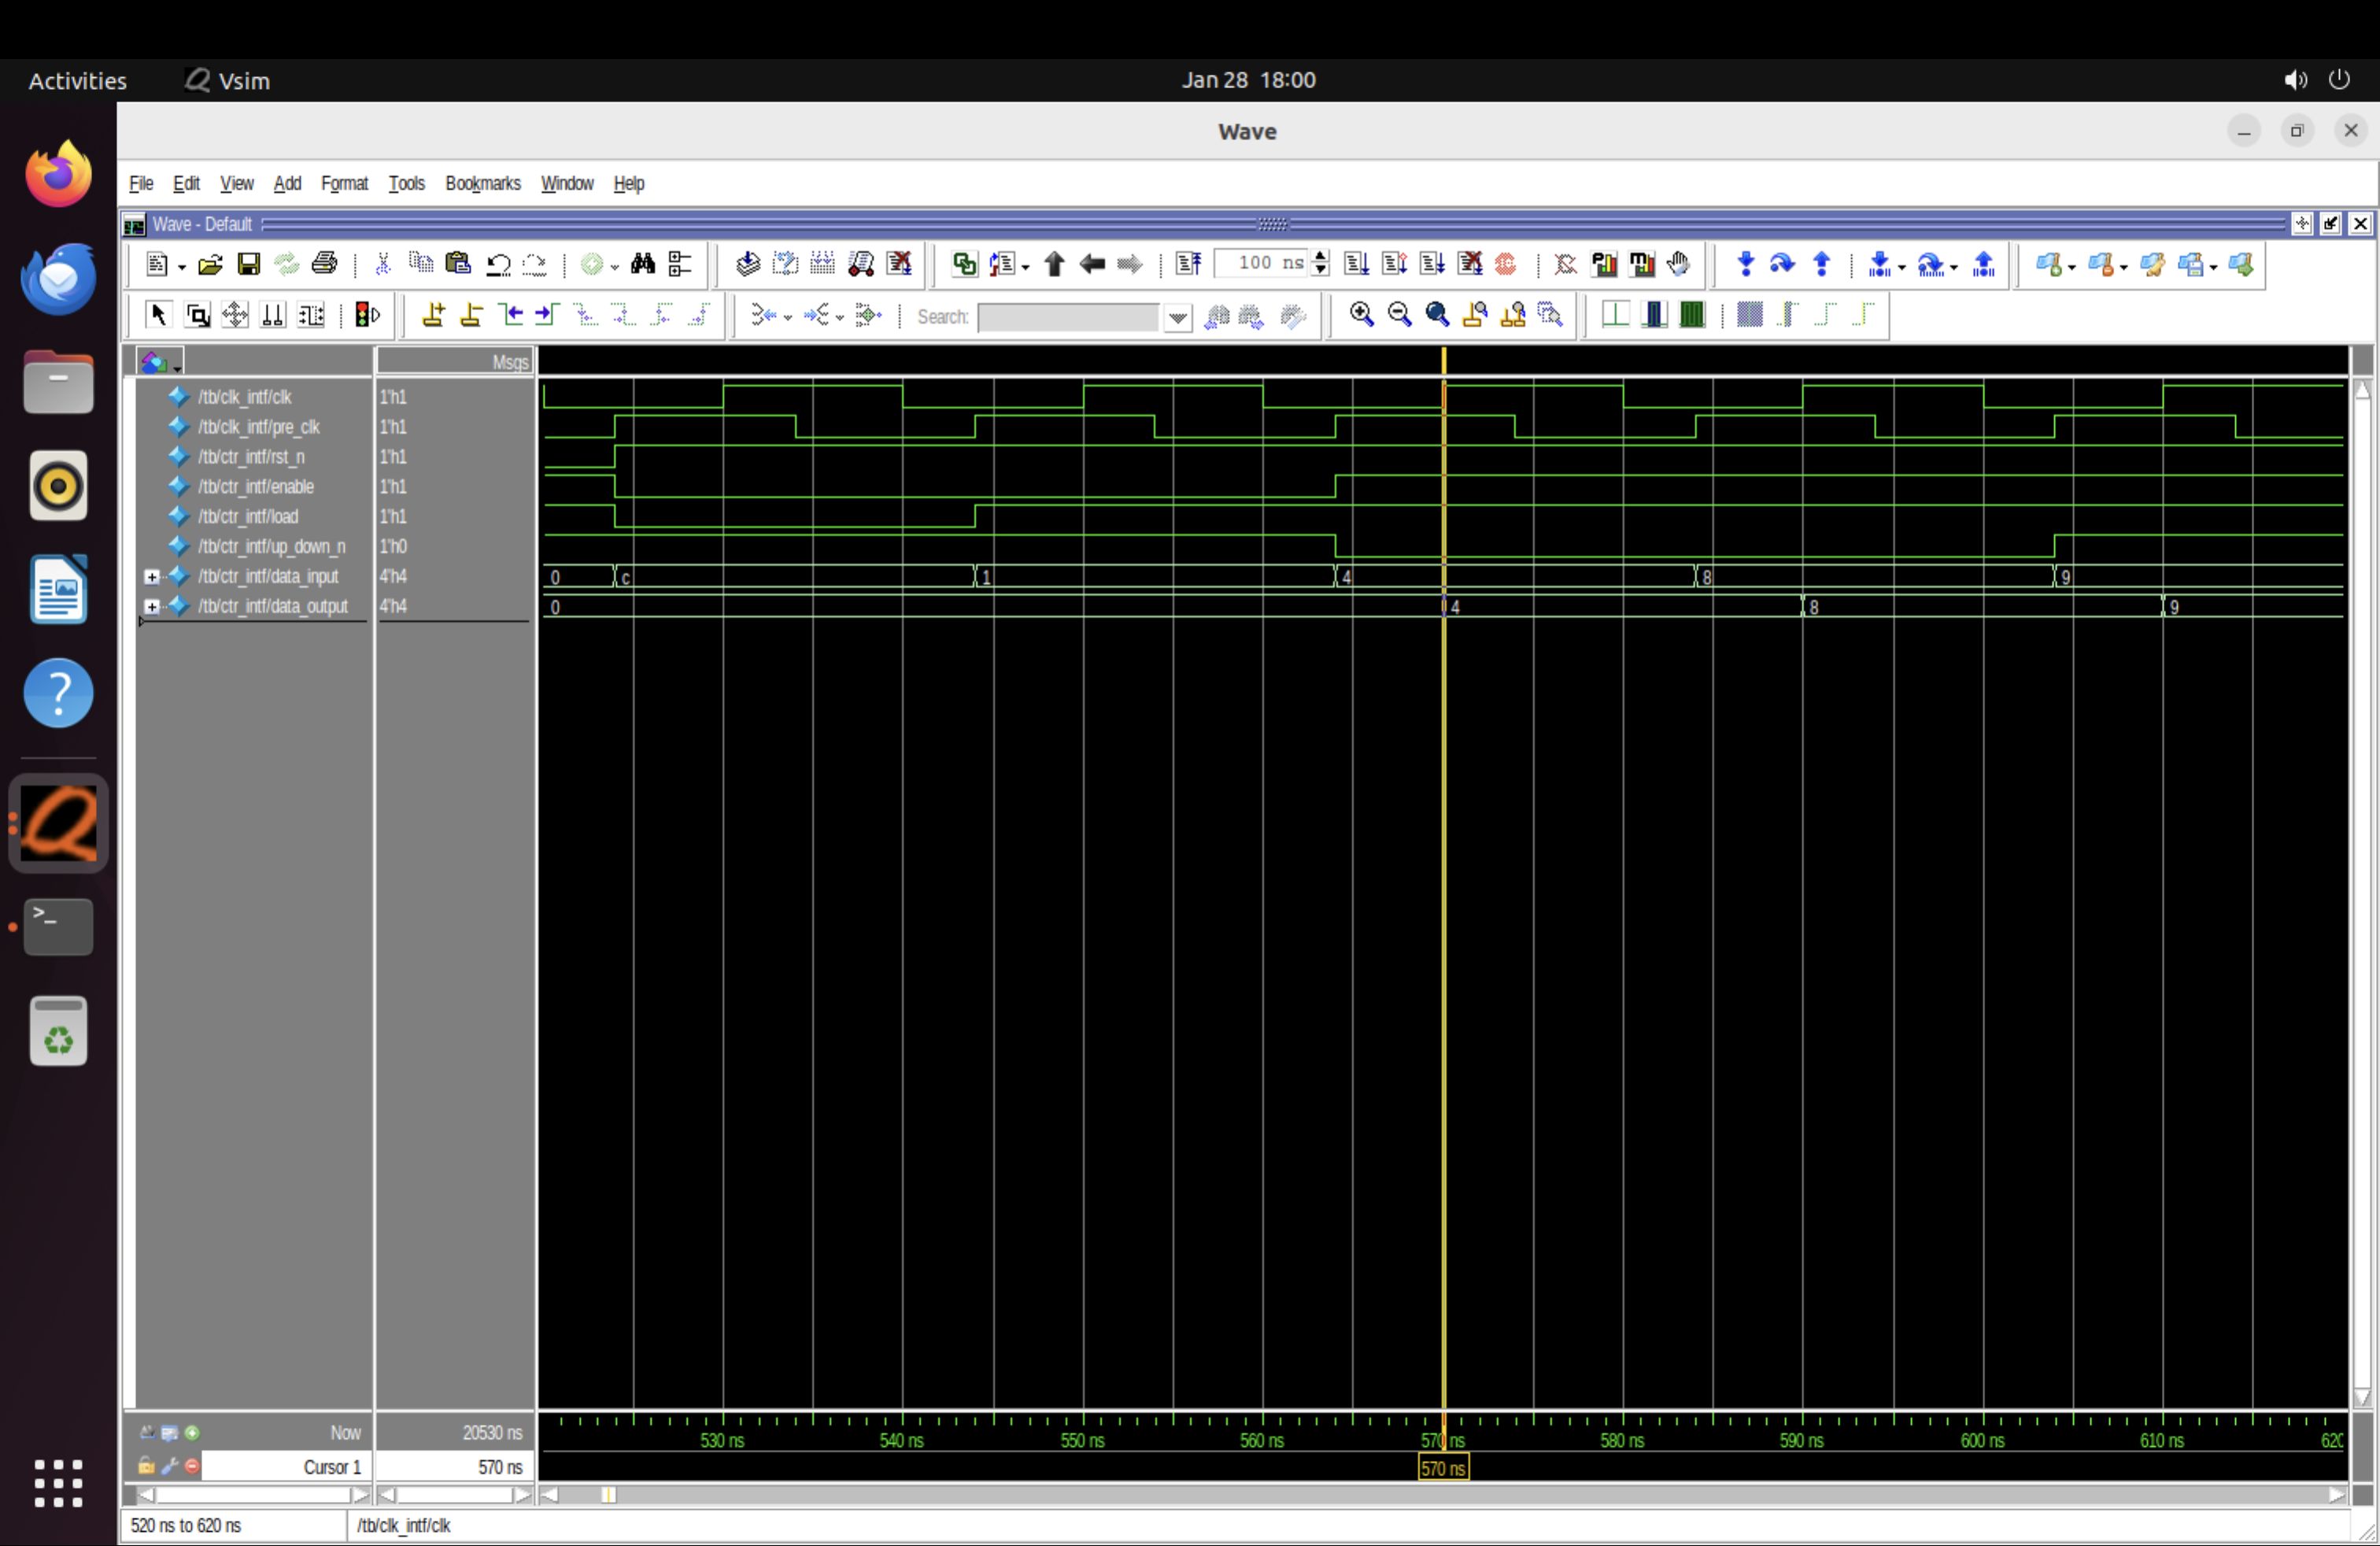 Activities Vsim Jan 28 18:00
Wave
File Edit View Add Format Tools Bookmarks Window Help
Wave - Default
100 ns
Search:
Msgs
/tb/clk_intf/clk 1'h1
/tb/clk_intf/pre_clk 1'h1
/tb/ctr_intf/rst_n 1'h1
/tb/ctr_intf/enable 1'h1
/tb/ctr_intf/load 1'h1
/tb/ctr_intf/up_down_n 1'h0
/tb/ctr_intf/data_input 4'h4 0 c 1 4 8 9
/tb/ctr_intf/data_output 4'h4 0 4 8 9
Now 20530 ns 530 ns 540 ns 550 ns 560 ns 570 ns 580 ns 590 ns 600 ns 610 ns 620
Cursor 1 570 ns 570 ns
520 ns to 620 ns /tb/clk_intf/clk